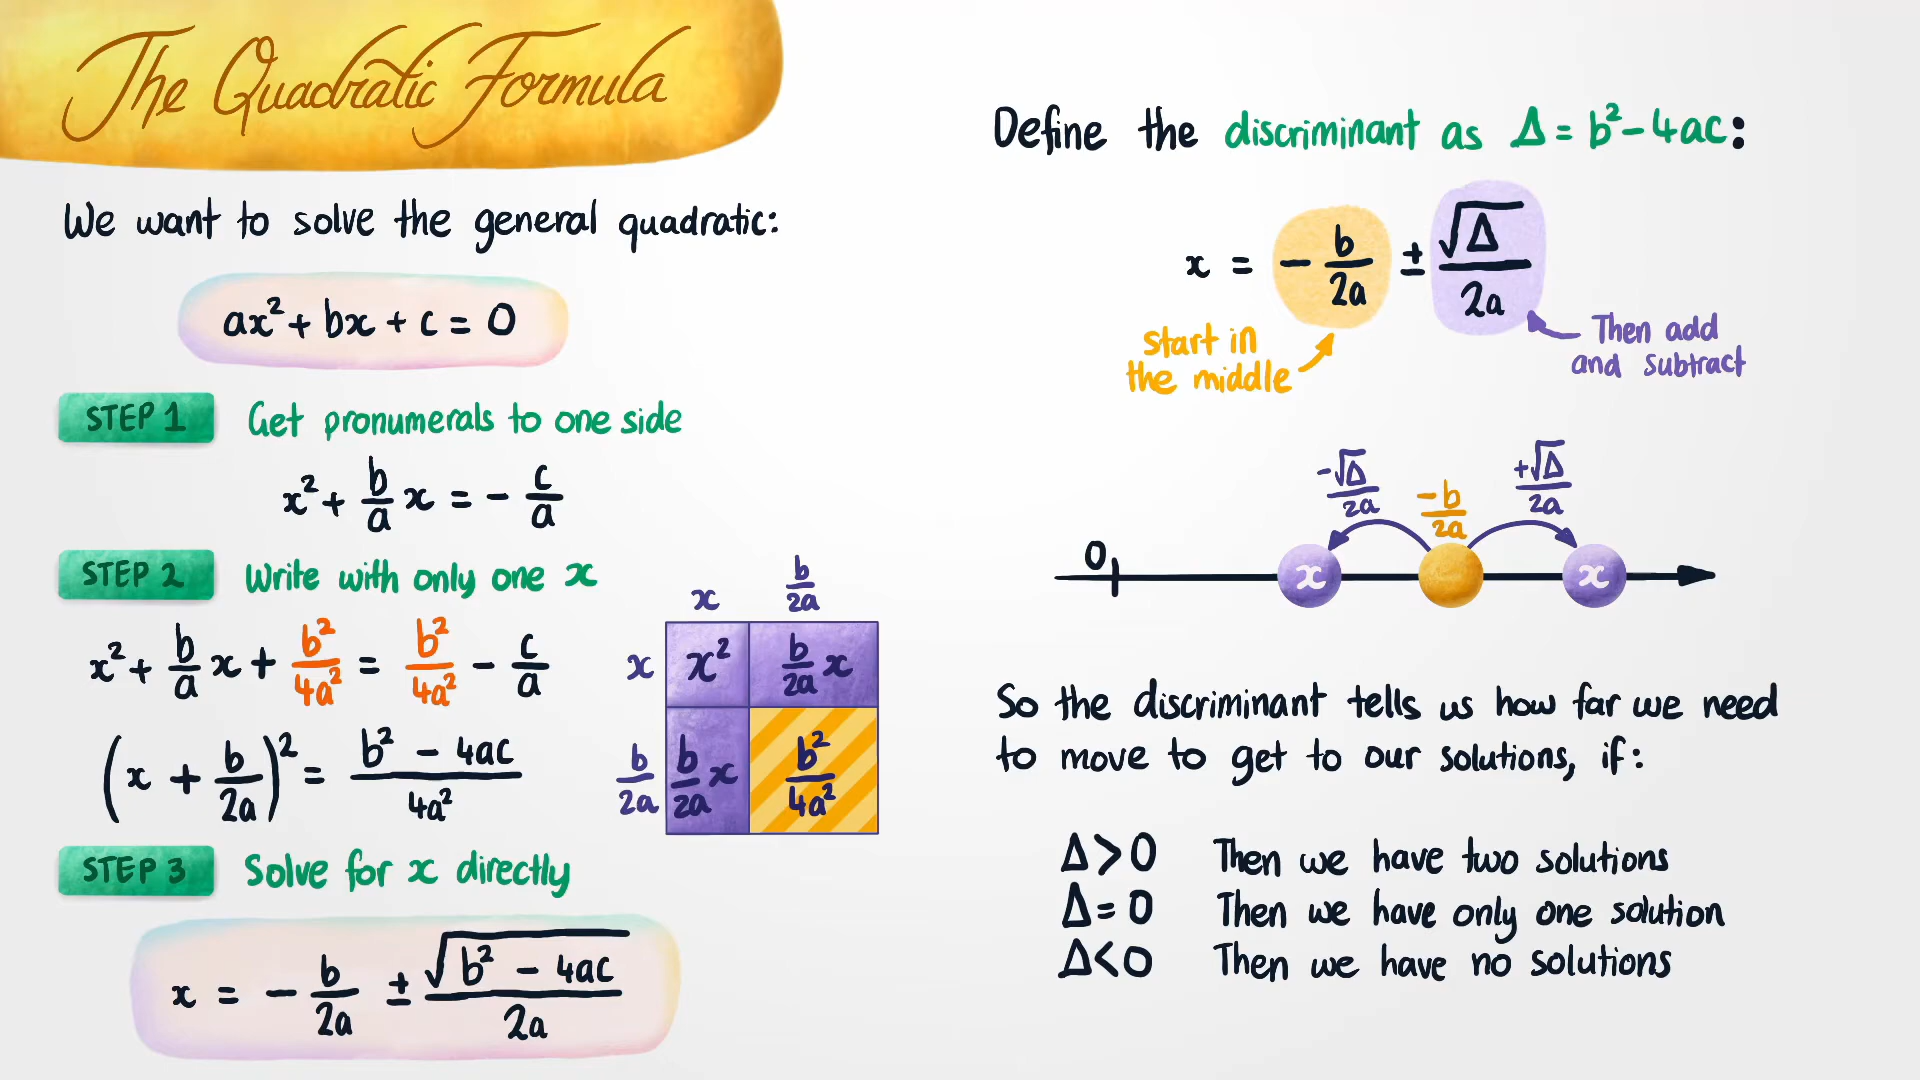 The Quadratic Formula
We want to solve the general quadratic:
ax² + bx + c = 0
STEP 1 Get pronumerals to one side
x² + b/a x = - c/a
STEP 2 Write with only one x
x² + b/a x + b²/4a² = b²/4a² - c/a
(x + b/2a)² = (b² - 4ac)/4a²
x b/2a
x x² b/2a x
b/2a b/2a x b²/4a²
STEP 3 Solve for x directly
x = - b/2a ± √(b² - 4ac)/2a
Define the discriminant as Δ = b² - 4ac:
x = - b/2a ± √Δ/2a
start in
the middle
Then add
and subtract
-√Δ/2a -b/2a +√Δ/2a
0 x x
So the discriminant tells us how far we need
to move to get to our solutions, if:
Δ > 0 Then we have two solutions
Δ = 0 Then we have only one solution
Δ < 0 Then we have no solutions